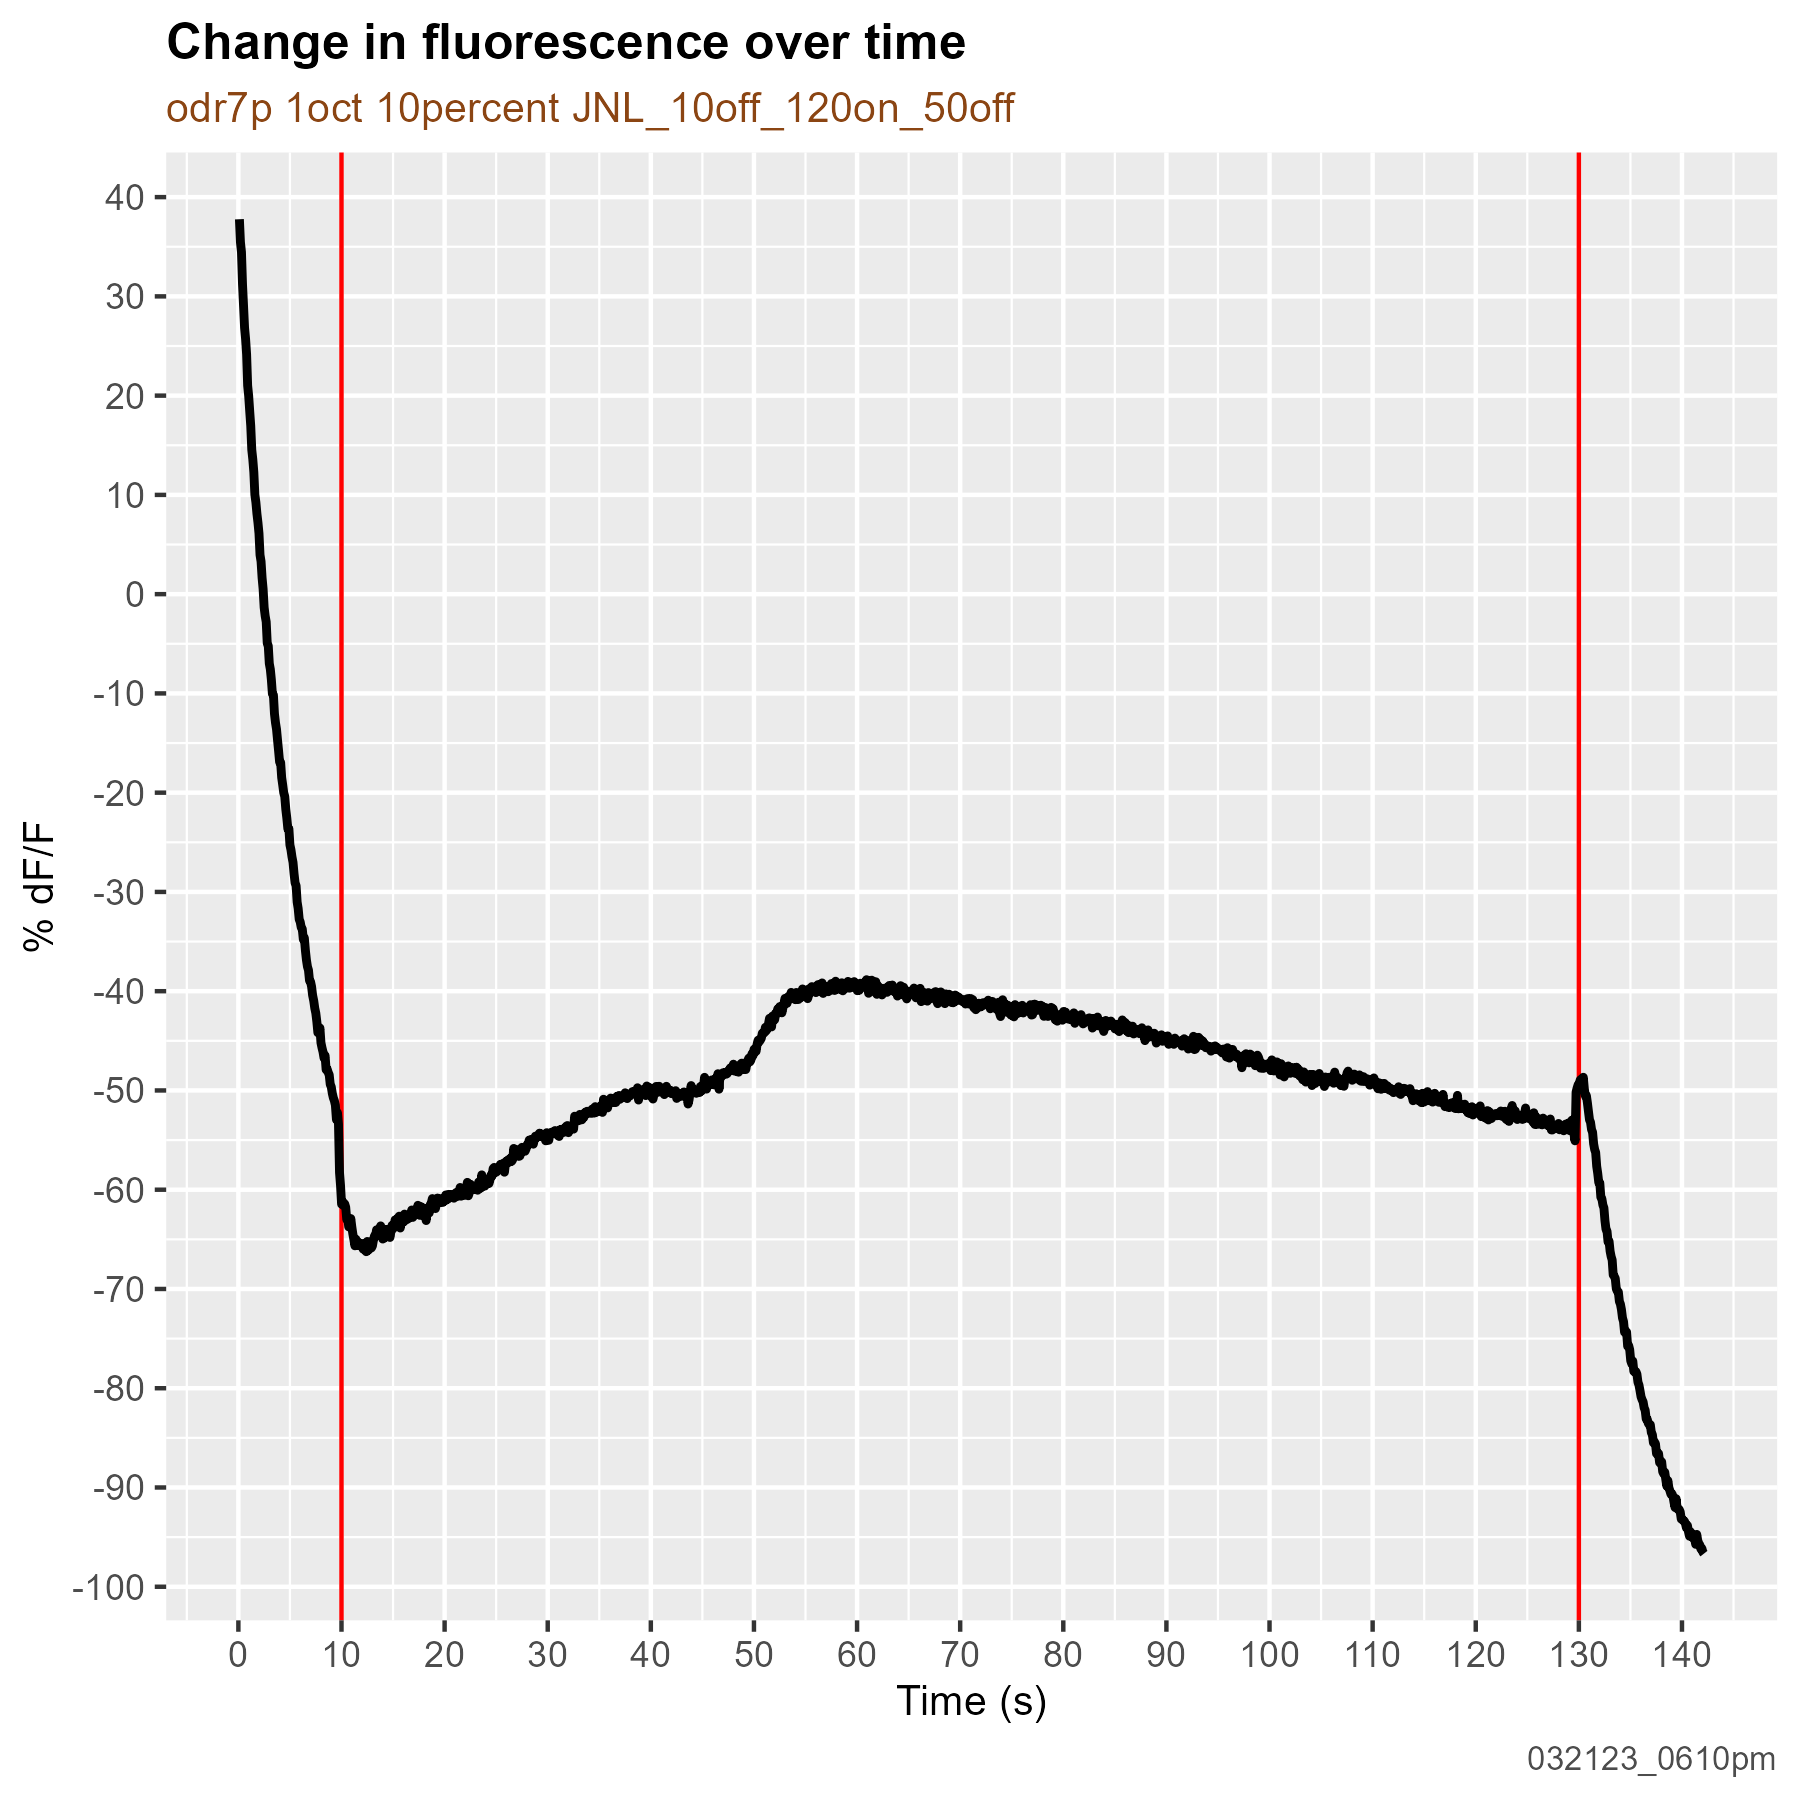 Change in fluorescence over time
odr7p 1oct 10percent JNL_10off_120on_50off
40
30
20
10
0
-10
-20
-30
-40
-50
-60
-70
-80
-90
-100
% dF/F
0 10 20 30 40 50 60 70 80 90 100 110 120 130 140
Time (s)
032123_0610pm